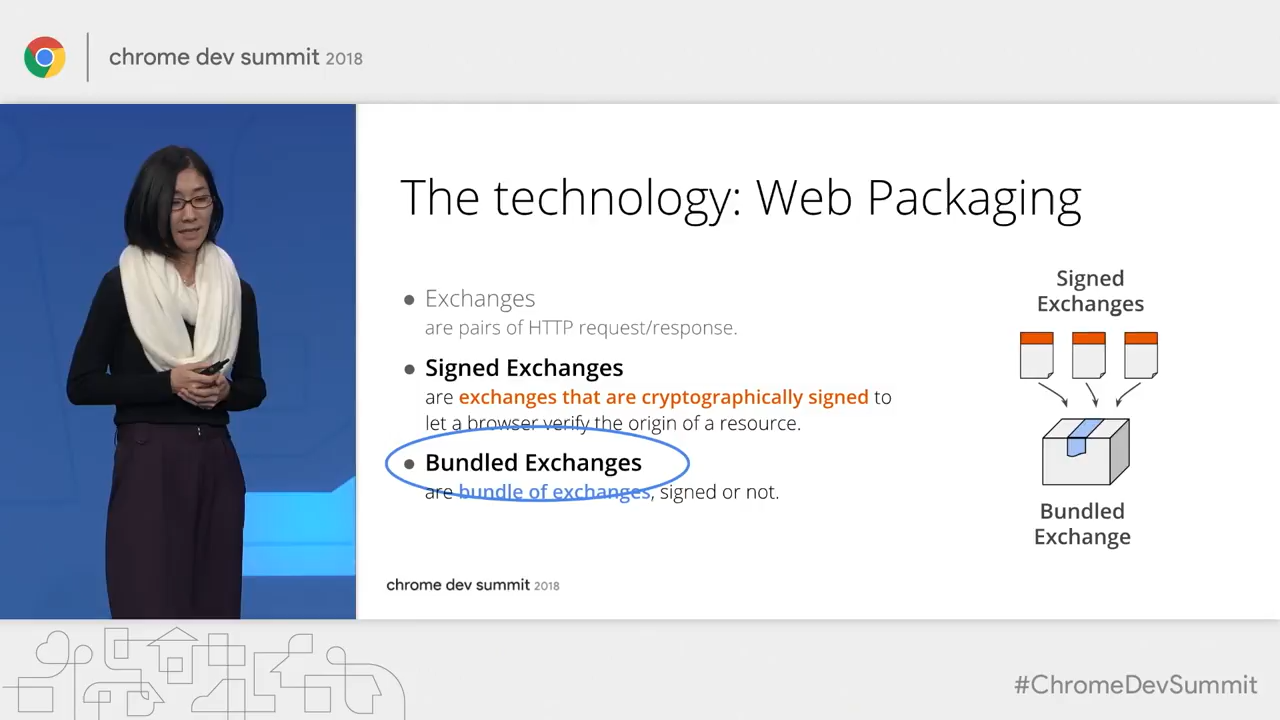 chrome dev summit 2018
The technology: Web Packaging
Exchanges
are pairs of HTTP request/response.
Signed Exchanges
are exchanges that are cryptographically signed to
let a browser verify the origin of a resource.
Bundled Exchanges
are bundle of exchanges, signed or not.
Signed
Exchanges
Bundled
Exchange
chrome dev summit 2018
#ChromeDevSummit